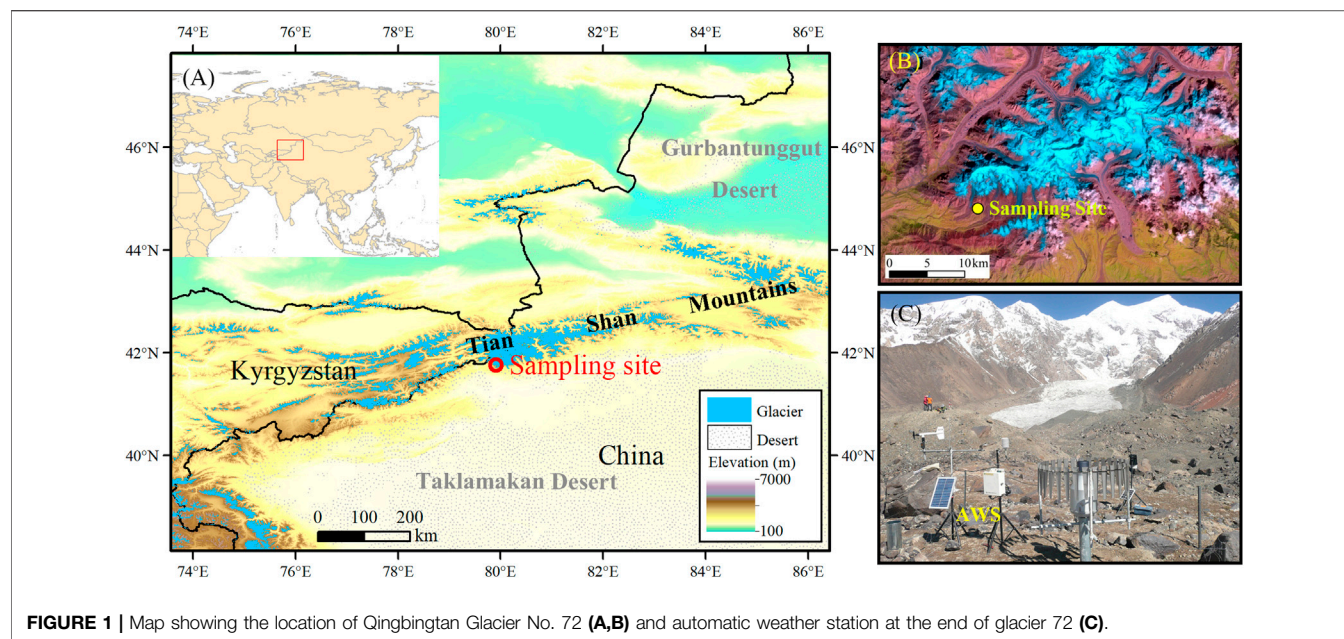 74°E 76°E 78°E 80°E 82°E 84°E 86°E
(A)
46°N
44°N
42°N
40°N
Gurbantunggut
Desert
Tian Shan Mountains
Kyrgyzstan
Sampling site
China
Taklamakan Desert
0 100 200
km
Glacier
Desert
Elevation (m)
7000
100
46°N
44°N
42°N
40°N
74°E 76°E 78°E 80°E 82°E 84°E 86°E
(B)
Sampling Site
0 5 10 km
(C)
AWS
FIGURE 1 | Map showing the location of Qingbingtan Glacier No. 72 (A,B) and automatic weather station at the end of glacier 72 (C).